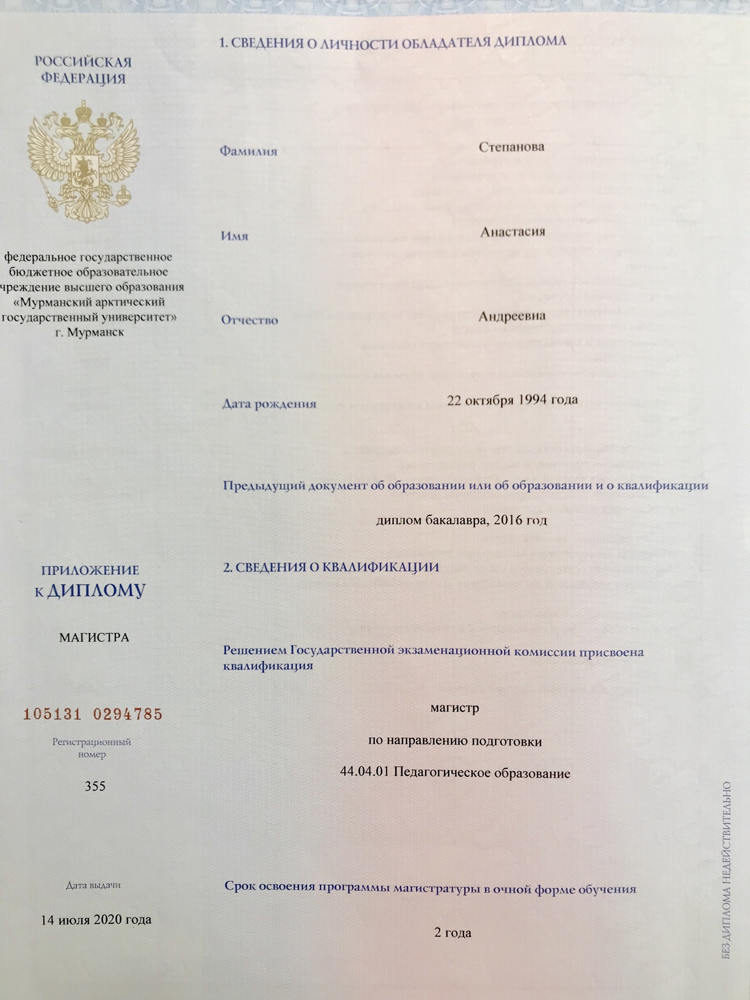 РОССИЙСКАЯ
ФЕДЕРАЦИЯ
федеральное государственное
бюджетное образовательное
чреждение высшего образования
«Мурманский арктический
государственный университет»
г. Мурманск
ПРИЛОЖЕНИЕ
к ДИПЛОМУ
МАГИСТРА
105131 0294785
Регистрационный
номер
355
Дата выдачи
14 июля 2020 года
1. СВЕДЕНИЯ О ЛИЧНОСТИ ОБЛАДАТЕЛЯ ДИПЛОМА
Фамилия Степанова
Имя Анастасия
Отчество Андреевна
Дата рождения 22 октября 1994 года
Предыдущий документ об образовании или об образовании и о квалификации
диплом бакалавра, 2016 год
2. СВЕДЕНИЯ О КВАЛИФИКАЦИИ
Решением Государственной экзаменационной комиссии присвоена
квалификация
магистр
по направлению подготовки
44.04.01 Педагогическое образование
Срок освоения программы магистратуры в очной форме обучения
2 года
БЕЗ ДИПЛОМА НЕДЕЙСТВИТЕЛЬНО